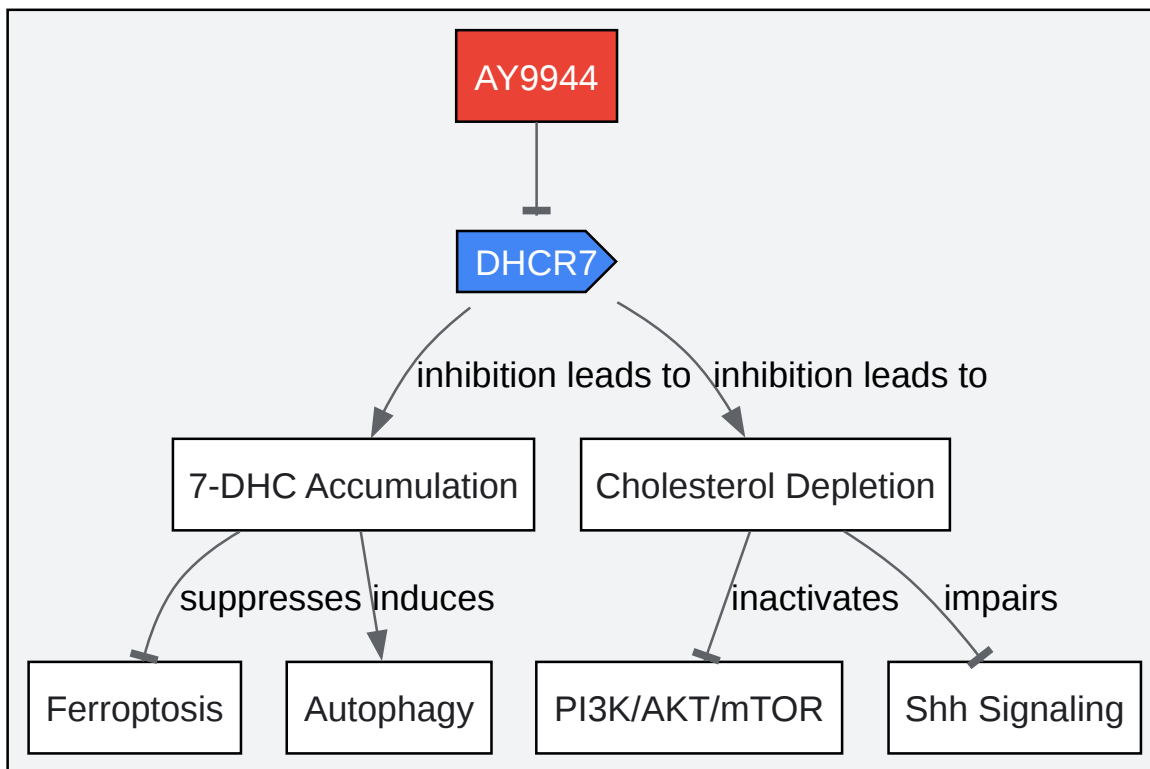 AY9944
DHCR7
inhibition leads to
inhibition leads to
7-DHC Accumulation
Cholesterol Depletion
suppresses
induces
inactivates
impairs
Ferroptosis
Autophagy
PI3K/AKT/mTOR
Shh Signaling